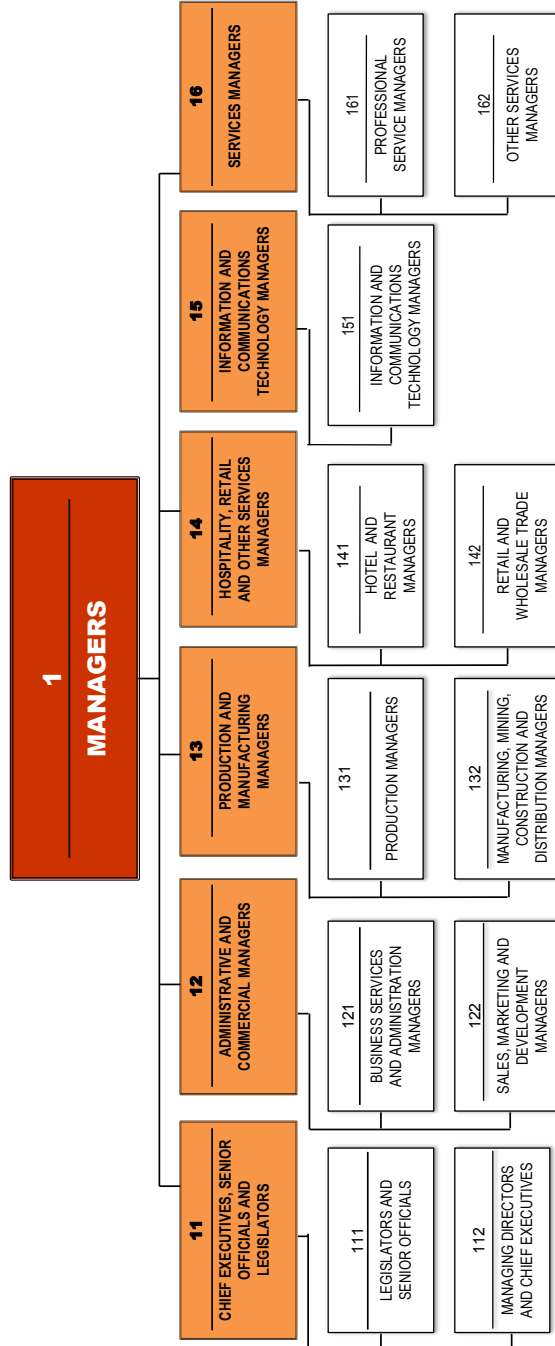 1
MANAGERS
11
CHIEF EXECUTIVES, SENIOR
OFFICIALS AND
LEGISLATORS
12
ADMINISTRATIVE AND
COMMERCIAL MANAGERS
13
PRODUCTION AND
MANUFACTURING
MANAGERS
14
HOSPITALITY, RETAIL
AND OTHER SERVICES
MANAGERS
15
INFORMATION AND
COMMUNICATIONS
TECHNOLOGY MANAGERS
16
SERVICES MANAGERS
111
LEGISLATORS AND
SENIOR OFFICIALS
121
BUSINESS SERVICES
AND ADMINISTRATION
MANAGERS
131
PRODUCTION MANAGERS
141
HOTEL AND
RESTAURANT
MANAGERS
151
INFORMATION AND
COMMUNICATIONS
TECHNOLOGY MANAGERS
161
PROFESSIONAL
SERVICE MANAGERS
112
MANAGING DIRECTORS
AND CHIEF EXECUTIVES
122
SALES, MARKETING AND
DEVELOPMENT
MANAGERS
132
MANUFACTURING, MINING,
CONSTRUCTION AND
DISTRIBUTION MANAGERS
142
RETAIL AND
WHOLESALE TRADE
MANAGERS
162
OTHER SERVICES
MANAGERS